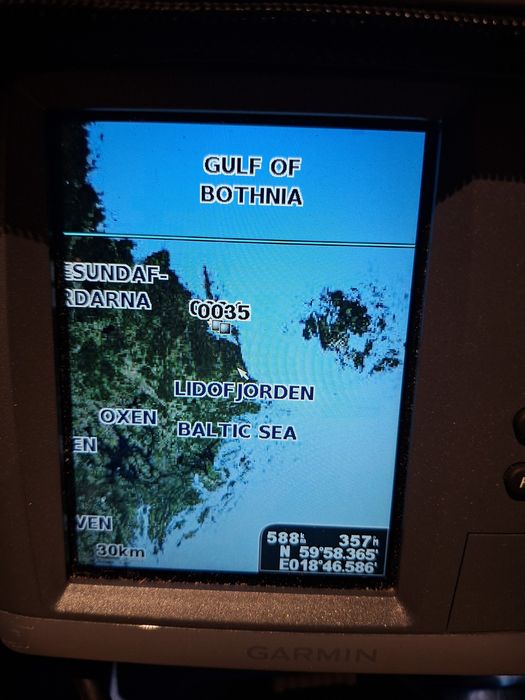 GULF OF
BOTHNIA
SUNDAF-
RDARNA
0035
LIDOFJORDEN
OXEN
BALTIC SEA
EN
VEN
30km
588km 357°
N 59°58.365'
E018°46.586'
GARMIN